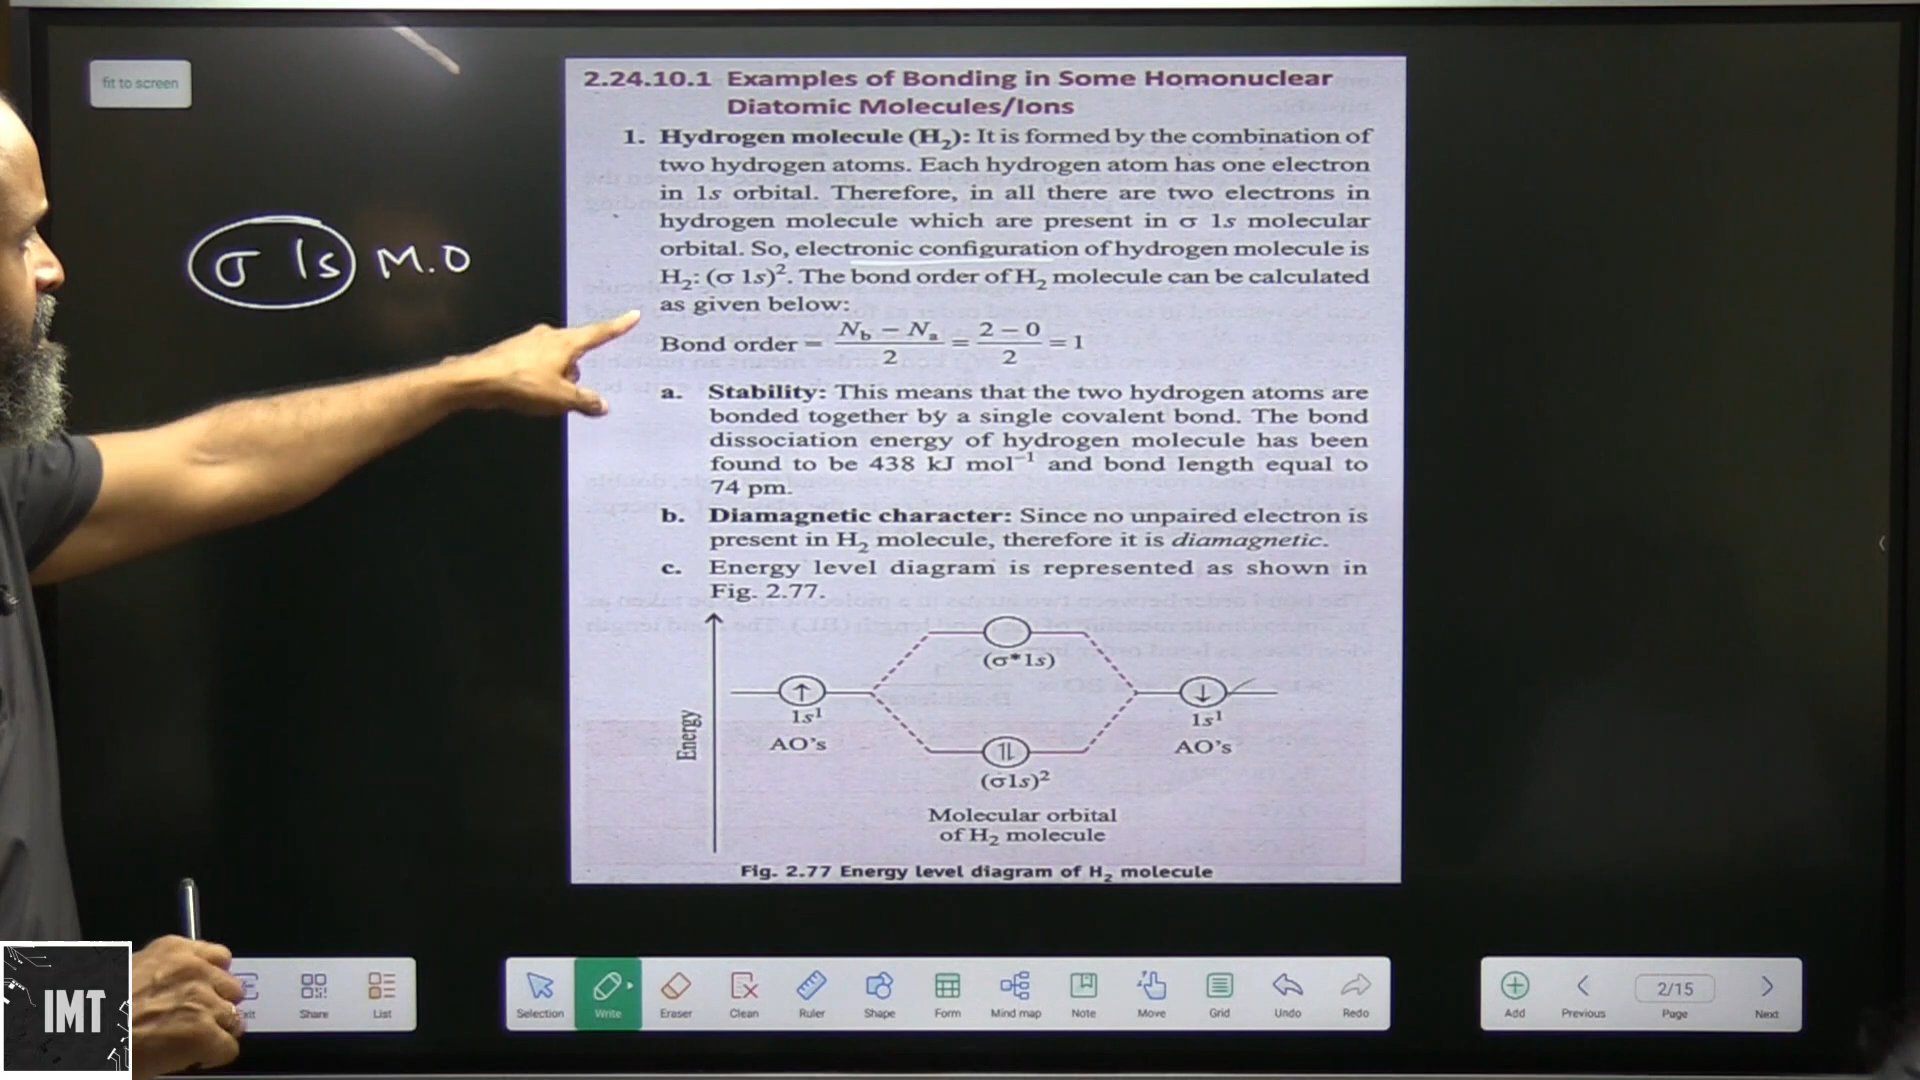 fit to screen
2.24.10.1 Examples of Bonding in Some Homonuclear
Diatomic Molecules/Ions
1. Hydrogen molecule (H₂): It is formed by the combination of
two hydrogen atoms. Each hydrogen atom has one electron
in 1s orbital. Therefore, in all there are two electrons in
hydrogen molecule which are present in σ 1s molecular
orbital. So, electronic configuration of hydrogen molecule is
H₂: (σ 1s)². The bond order of H₂ molecule can be calculated
as given below:
Bond order = (N_b − N_a)/2 = (2 − 0)/2 = 1
a. Stability: This means that the two hydrogen atoms are
bonded together by a single covalent bond. The bond
dissociation energy of hydrogen molecule has been
found to be 438 kJ mol⁻¹ and bond length equal to
74 pm.
b. Diamagnetic character: Since no unpaired electron is
present in H₂ molecule, therefore it is diamagnetic.
c. Energy level diagram is represented as shown in
Fig. 2.77.
σ 1s M.O
(σ*1s)
↑ ↓
1s¹ 1s¹
AO's AO's
Energy
⥮
(σ1s)²
Molecular orbital
of H₂ molecule
Fig. 2.77 Energy level diagram of H₂ molecule
IMT
Share List
Selection Write Eraser Clean Ruler Shape Form Mind map Note Move Grid Undo Redo
2/15
Add Previous Page Next